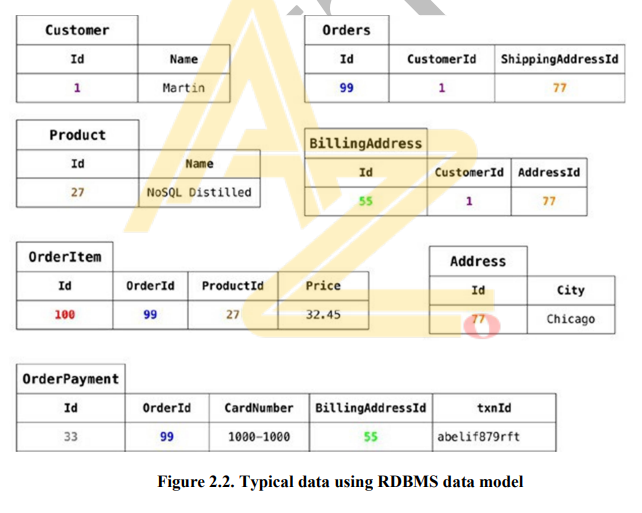 Customer
Id Name
1 Martin
Orders
Id CustomerId ShippingAddressId
99 1 77
Product
Id Name
27 NoSQL Distilled
BillingAddress
Id CustomerId AddressId
55 1 77
OrderItem
Id OrderId ProductId Price
100 99 27 32.45
Address
Id City
77 Chicago
OrderPayment
Id OrderId CardNumber BillingAddressId txnId
33 99 1000-1000 55 abelif879rft
Figure 2.2. Typical data using RDBMS data model